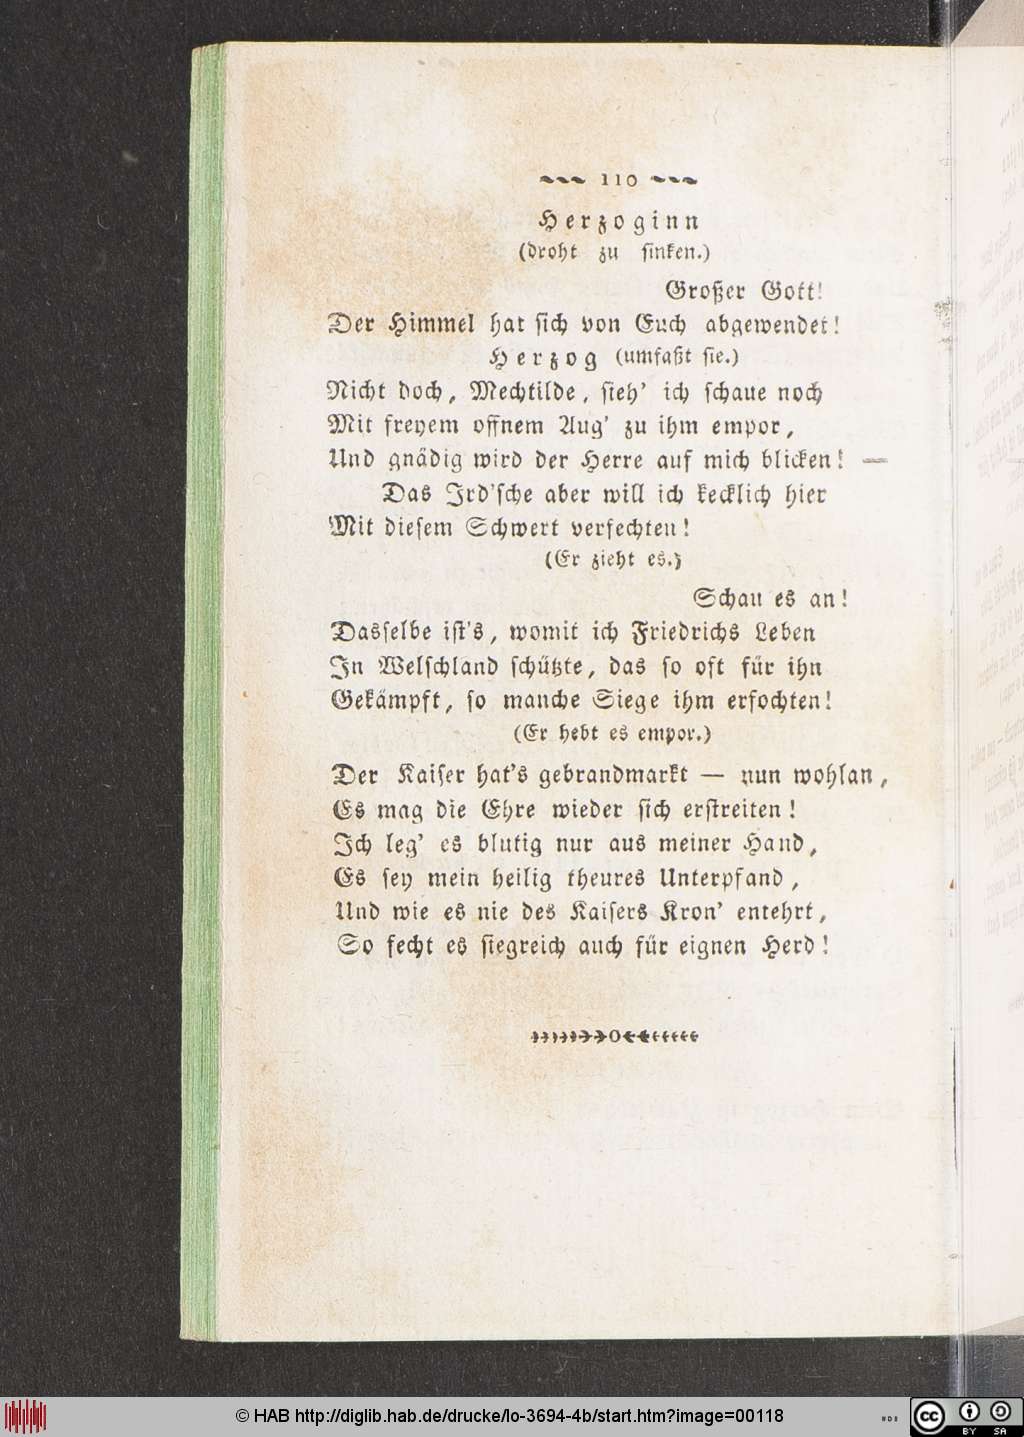 110
Herzoginn
(droht zu sinken.)
Großer Gott!
Der Himmel hat sich von Euch abgewendet!
Herzog (umfaßt sie.)
Nicht doch, Mechtilde, sieh' ich schaue noch
Mit freyem offnem Aug' zu ihm empor,
Und gnädig wird der Herre auf mich blicken! —
Das Ird'sche aber will ich kecklich hier
Mit diesem Schwert verfechten!
(Er zieht es.)
Schau es an!
Dasselbe ist's, womit ich Friedrichs Leben
In Welschland schützte, das so oft für ihn
Gekämpft, so manche Siege ihm erfochten!
(Er hebt es empor.)
Der Kaiser hat's gebrandmarkt — nun wohlan,
Es mag die Ehre wieder sich erstreiten!
Ich leg' es blutig nur aus meiner Hand,
Es sey mein heilig theures Unterpfand,
Und wie es nie des Kaisers Kron' entehrt,
So fecht es siegreich auch für eignen Herd!
© HAB http://diglib.hab.de/drucke/lo-3694-4b/start.htm?image=00118
cc BY SA